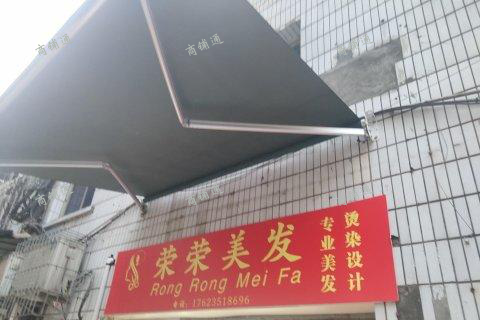 商铺通
商铺通
荣荣美发
Rong Rong Mei Fa
电话：17623518696
专业美发
烫染设计